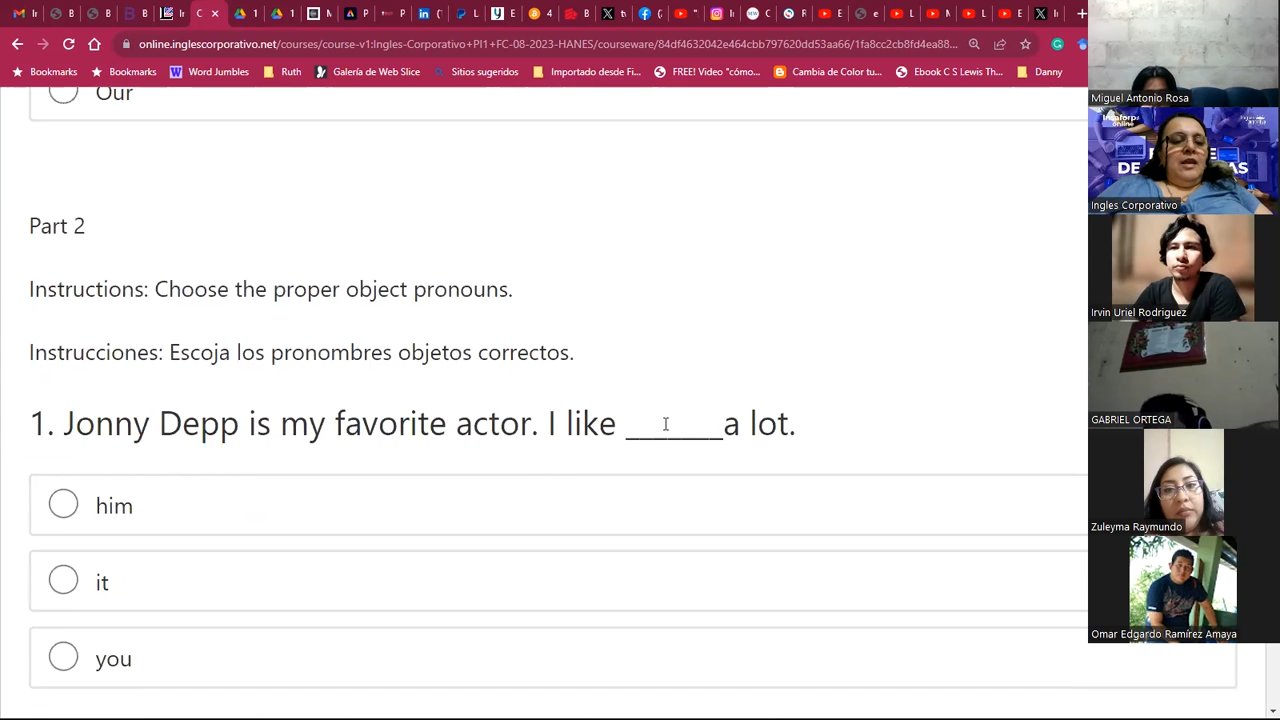 online.inglescorporativo.net/courses/course-v1:Ingles-Corporativo+PI1+FC-08-2023-HANES/courseware/84df4632042e464cbb797620dd53aa66/1fa8cc2cb8fd4ea88...
Bookmarks Bookmarks Word Jumbles Ruth Galería de Web Slice Sitios sugeridos Importado desde Fi... FREE! Video "cómo... Cambia de Color tu... Ebook C S Lewis Th... Danny
Our
Part 2
Instructions: Choose the proper object pronouns.
Instrucciones: Escoja los pronombres objetos correctos.
1. Jonny Depp is my favorite actor. I like _______a lot.
him
it
you
Miguel Antonio Rosa
Ingles Corporativo
Irvin Uriel Rodriguez
GABRIEL ORTEGA
Zuleyma Raymundo
Omar Edgardo Ramírez Amaya